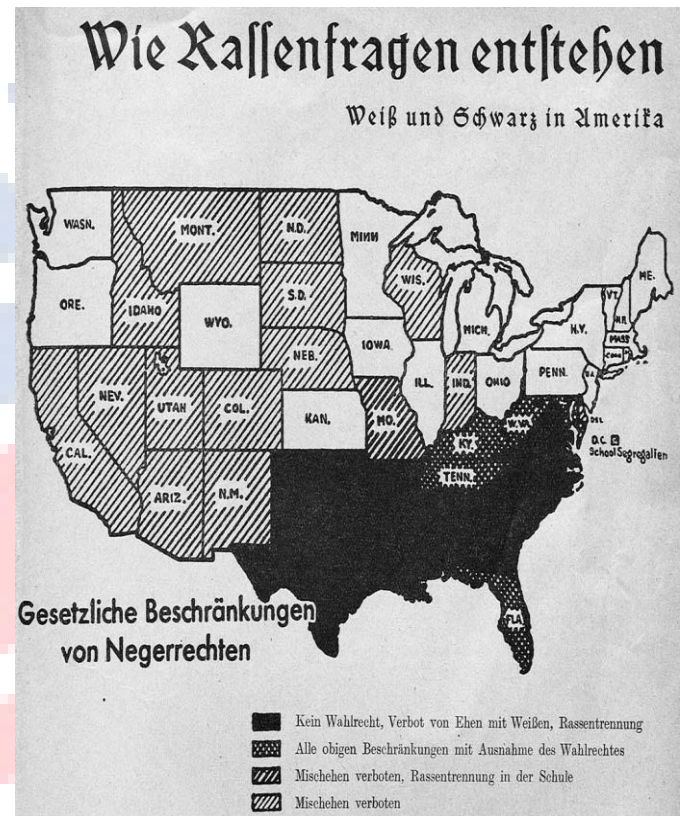 Wie Rassenfragen entstehen
Weiß und Schwarz in Amerika
WASN.
MONT.
N.D.
MINN
ME.
ORE.
IDAHO
S.D.
WIS.
VT.
WYO.
MICH.
N.Y.
MASS
NEB.
IOWA
CONN
NEV.
UTAH
COL.
KAN.
MO.
ILL.
IND.
OHIO
PENN.
CAL.
KY.
W.VA.
DEL
D.C.
School Segregation
ARIZ.
N.M.
TENN.
FLA.
Gesetzliche Beschränkungen
von Negerrechten
Kein Wahlrecht, Verbot von Ehen mit Weißen, Rassentrennung
Alle obigen Beschränkungen mit Ausnahme des Wahlrechtes
Mischehen verboten, Rassentrennung in der Schule
Mischehen verboten